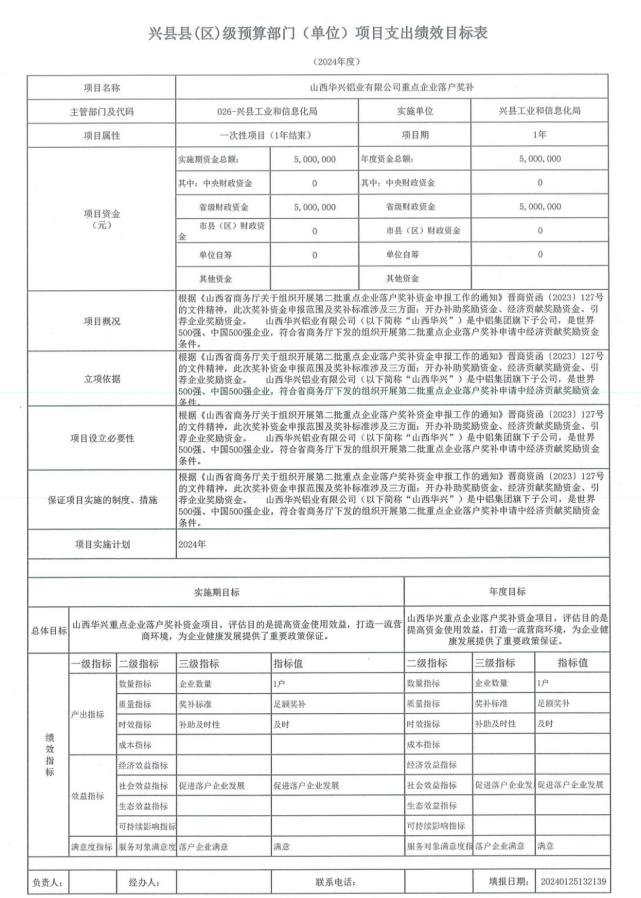 兴县县(区)级预算部门（单位）项目支出绩效目标表
（2024年度）
项目名称 山西华兴铝业有限公司重点企业落户奖补
主管部门及代码 026-兴县工业和信息化局 实施单位 兴县工业和信息化局
项目属性 一次性项目（1年结束） 项目期 1年
项目资金（元）
实施期资金总额： 5,000,000 年度资金总额： 5,000,000
其中：中央财政资金 0 其中：中央财政资金 0
省级财政资金 5,000,000 省级财政资金 5,000,000
市县（区）财政资金 0 市县（区）财政资金 0
单位自筹 0 单位自筹 0
其他资金 其他资金
项目概况
根据《山西省商务厅关于组织开展第二批重点企业落户奖补资金申报工作的通知》晋商资函（2023）127号
的文件精神，此次奖补资金申报范围及奖补标准涉及三方面：开办补助奖励资金、经济贡献奖励资金、引
荐企业奖励资金。 山西华兴铝业有限公司（以下简称“山西华兴”）是中铝集团旗下子公司，是世界
500强、中国500强企业，符合省商务厅下发的组织开展第二批重点企业落户奖补申请中经济贡献奖励资金
条件。
立项依据
根据《山西省商务厅关于组织开展第二批重点企业落户奖补资金申报工作的通知》晋商资函（2023）127号
的文件精神，此次奖补资金申报范围及奖补标准涉及三方面：开办补助奖励资金、经济贡献奖励资金、引
荐企业奖励资金。 山西华兴铝业有限公司（以下简称“山西华兴”）是中铝集团旗下子公司，是世界
500强、中国500强企业，符合省商务厅下发的组织开展第二批重点企业落户奖补申请中经济贡献奖励资金
条件。
项目设立必要性
根据《山西省商务厅关于组织开展第二批重点企业落户奖补资金申报工作的通知》晋商资函（2023）127号
的文件精神，此次奖补资金申报范围及奖补标准涉及三方面：开办补助奖励资金、经济贡献奖励资金、引
荐企业奖励资金。 山西华兴铝业有限公司（以下简称“山西华兴”）是中铝集团旗下子公司，是世界
500强、中国500强企业，符合省商务厅下发的组织开展第二批重点企业落户奖补申请中经济贡献奖励资金
条件。
保证项目实施的制度、措施
根据《山西省商务厅关于组织开展第二批重点企业落户奖补资金申报工作的通知》晋商资函（2023）127号
的文件精神，此次奖补资金申报范围及奖补标准涉及三方面：开办补助奖励资金、经济贡献奖励资金、引
荐企业奖励资金。 山西华兴铝业有限公司（以下简称“山西华兴”）是中铝集团旗下子公司，是世界
500强、中国500强企业，符合省商务厅下发的组织开展第二批重点企业落户奖补申请中经济贡献奖励资金
条件。
项目实施计划 2024年
实施期目标 年度目标
总体目标
山西华兴重点企业落户奖补资金项目，评估目的是提高资金使用效益，打造一流营
商环境，为企业健康发展提供了重要政策保证。
山西华兴重点企业落户奖补资金项目，评估目的是
提高资金使用效益，打造一流营商环境，为企业健
康发展提供了重要政策保证。
绩效指标
一级指标 二级指标 三级指标 指标值 二级指标 三级指标 指标值
产出指标
数量指标 企业数量 1户 数量指标 企业数量 1户
质量指标 奖补标准 足额奖补 质量指标 奖补标准 足额奖补
时效指标 补助及时性 及时 时效指标 补助及时性 及时
成本指标 成本指标
效益指标
经济效益指标 经济效益指标
社会效益指标 促进落户企业发展 促进落户企业发展 社会效益指标 促进落户企业发 促进落户企业发展
生态效益指标 生态效益指标
可持续影响指标 可持续影响指标
满意度指标 服务对象满意度 落户企业满意 满意 服务对象满意度指 落户企业满意 满意
负责人： 经办人： 联系电话： 填报日期： 20240125132139